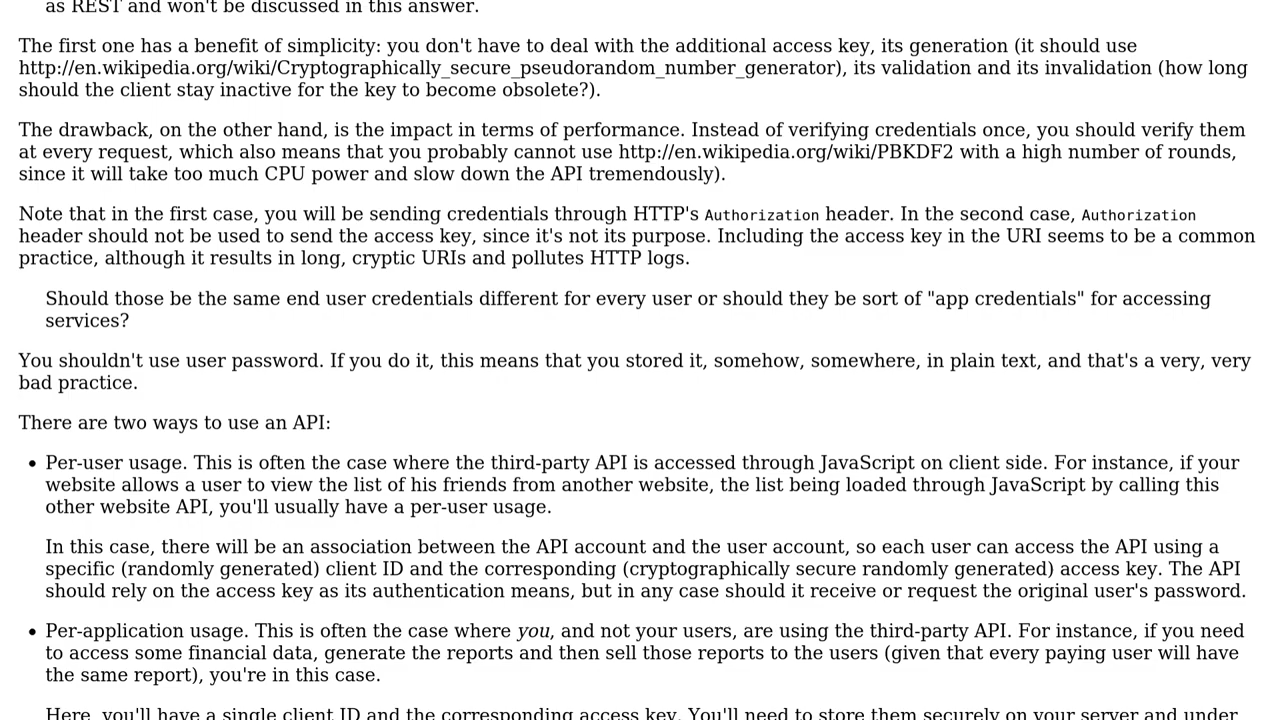 as REST and won't be discussed in this answer.
The first one has a benefit of simplicity: you don't have to deal with the additional access key, its generation (it should use
http://en.wikipedia.org/wiki/Cryptographically_secure_pseudorandom_number_generator), its validation and its invalidation (how long
should the client stay inactive for the key to become obsolete?).
The drawback, on the other hand, is the impact in terms of performance. Instead of verifying credentials once, you should verify them
at every request, which also means that you probably cannot use http://en.wikipedia.org/wiki/PBKDF2 with a high number of rounds,
since it will take too much CPU power and slow down the API tremendously).
Note that in the first case, you will be sending credentials through HTTP's Authorization header. In the second case, Authorization
header should not be used to send the access key, since it's not its purpose. Including the access key in the URI seems to be a common
practice, although it results in long, cryptic URIs and pollutes HTTP logs.
Should those be the same end user credentials different for every user or should they be sort of "app credentials" for accessing
services?
You shouldn't use user password. If you do it, this means that you stored it, somehow, somewhere, in plain text, and that's a very, very
bad practice.
There are two ways to use an API:
• Per-user usage. This is often the case where the third-party API is accessed through JavaScript on client side. For instance, if your
website allows a user to view the list of his friends from another website, the list being loaded through JavaScript by calling this
other website API, you'll usually have a per-user usage.
In this case, there will be an association between the API account and the user account, so each user can access the API using a
specific (randomly generated) client ID and the corresponding (cryptographically secure randomly generated) access key. The API
should rely on the access key as its authentication means, but in any case should it receive or request the original user's password.
• Per-application usage. This is often the case where you, and not your users, are using the third-party API. For instance, if you need
to access some financial data, generate the reports and then sell those reports to the users (given that every paying user will have
the same report), you're in this case.
Here, you'll have a single client ID and the corresponding access key. You'll need to store them securely on your server and under